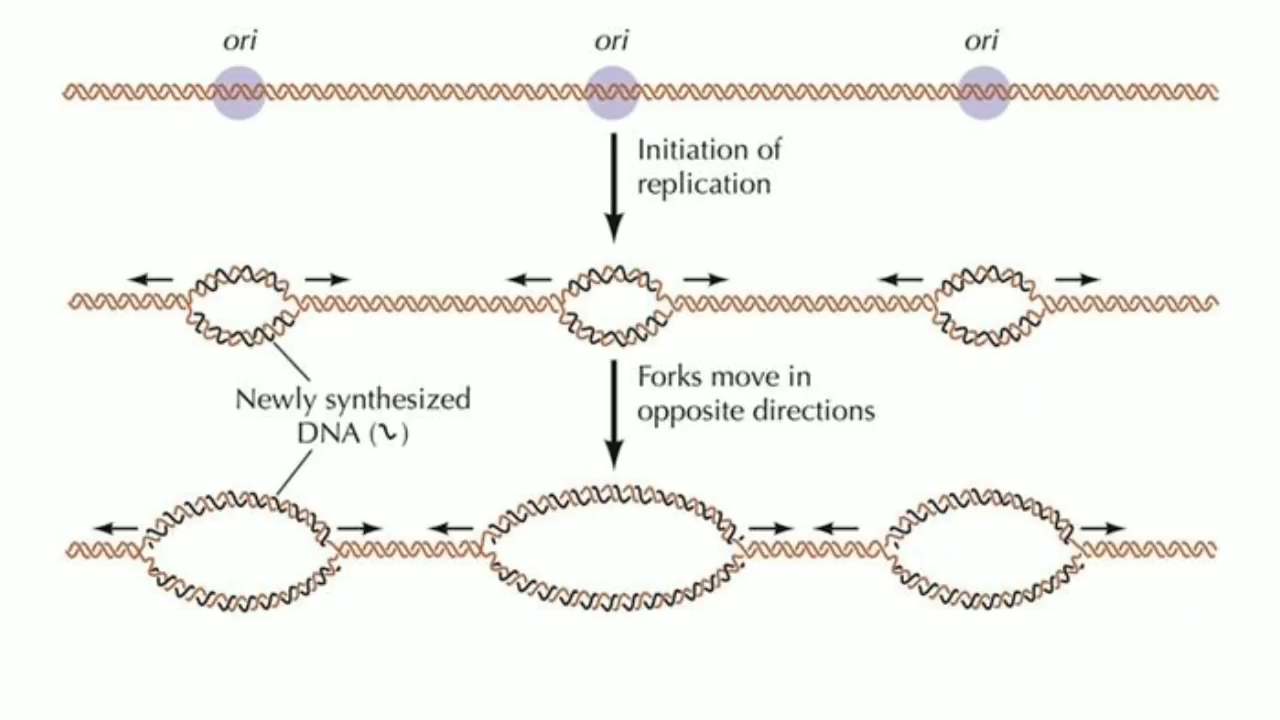 ori
ori
ori
Initiation of
replication
Forks move in
opposite directions
Newly synthesized
DNA ( )